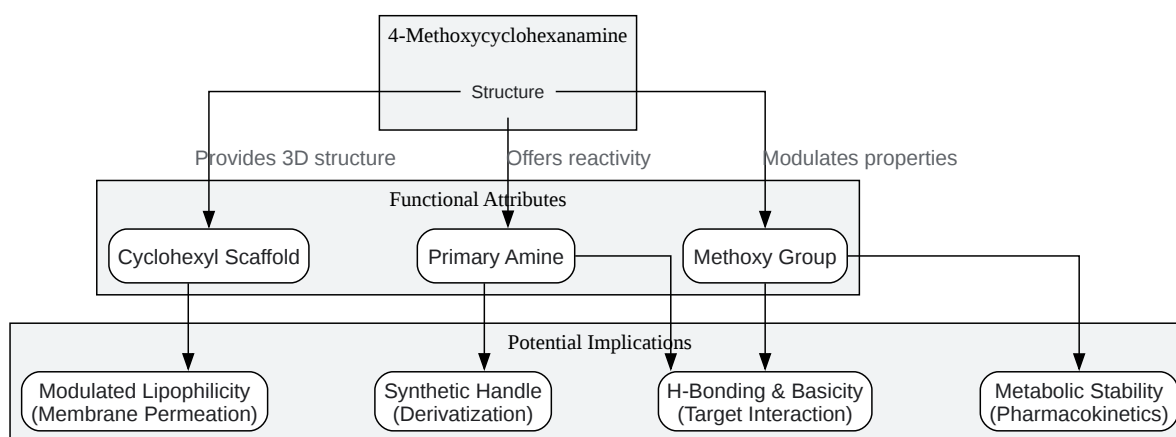 4-Methoxycyclohexanamine
Structure
Provides 3D structure
Offers reactivity
Modulates properties
Functional Attributes
Cyclohexyl Scaffold
Primary Amine
Methoxy Group
Potential Implications
Modulated Lipophilicity
(Membrane Permeation)
Synthetic Handle
(Derivatization)
H-Bonding & Basicity
(Target Interaction)
Metabolic Stability
(Pharmacokinetics)